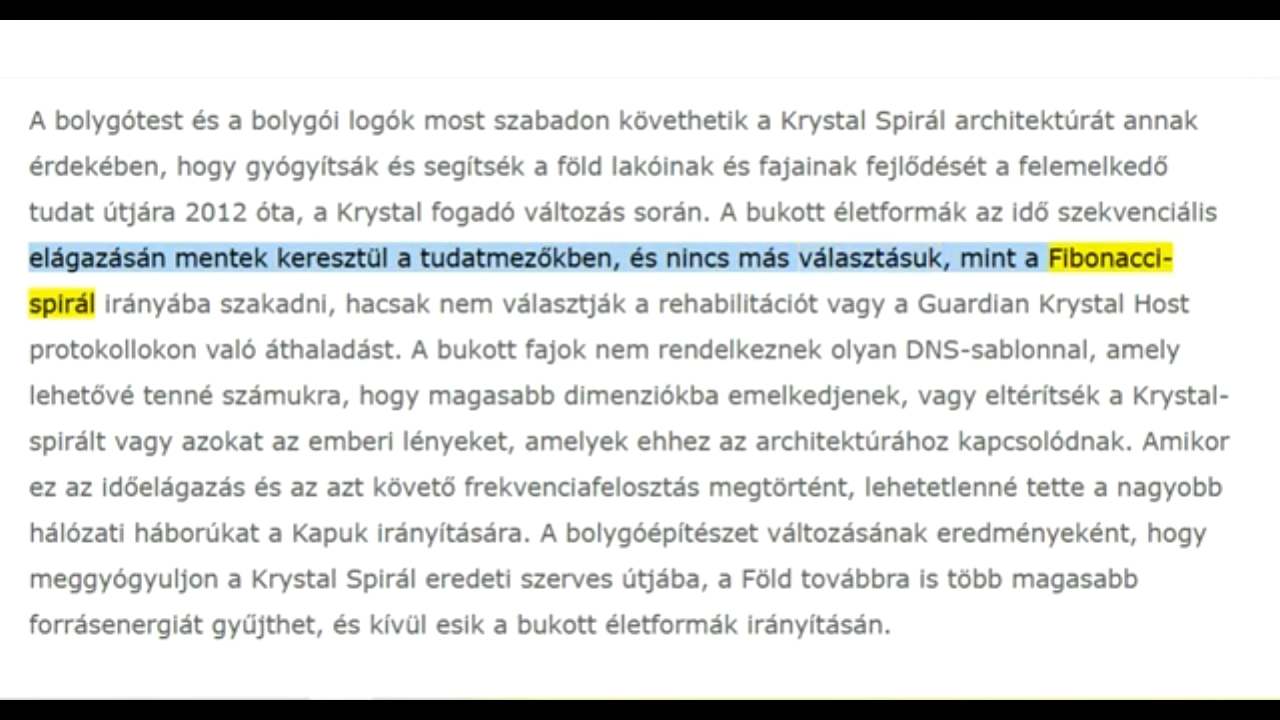 A bolygótest és a bolygói logók most szabadon követhetik a Krystal Spirál architektúrát annak
érdekében, hogy gyógyítsák és segítsék a föld lakóinak és fajainak fejlődését a felemelkedő
tudat útjára 2012 óta, a Krystal fogadó változás során. A bukott életformák az idő szekvenciális
elágazásán mentek keresztül a tudatmezőkben, és nincs más választásuk, mint a Fibonacci-
spirál irányába szakadni, hacsak nem választják a rehabilitációt vagy a Guardian Krystal Host
protokollokon való áthaladást. A bukott fajok nem rendelkeznek olyan DNS-sablonnal, amely
lehetővé tenné számukra, hogy magasabb dimenziókba emelkedjenek, vagy eltérítsék a Krystal-
spirált vagy azokat az emberi lényeket, amelyek ehhez az architektúrához kapcsolódnak. Amikor
ez az időelágazás és az azt követő frekvenciafelosztás megtörtént, lehetetlenné tette a nagyobb
hálózati háborúkat a Kapuk irányítására. A bolygóépítészet változásának eredményeként, hogy
meggyógyuljon a Krystal Spirál eredeti szerves útjába, a Föld továbbra is több magasabb
forrásenergiát gyűjthet, és kívül esik a bukott életformák irányításán.